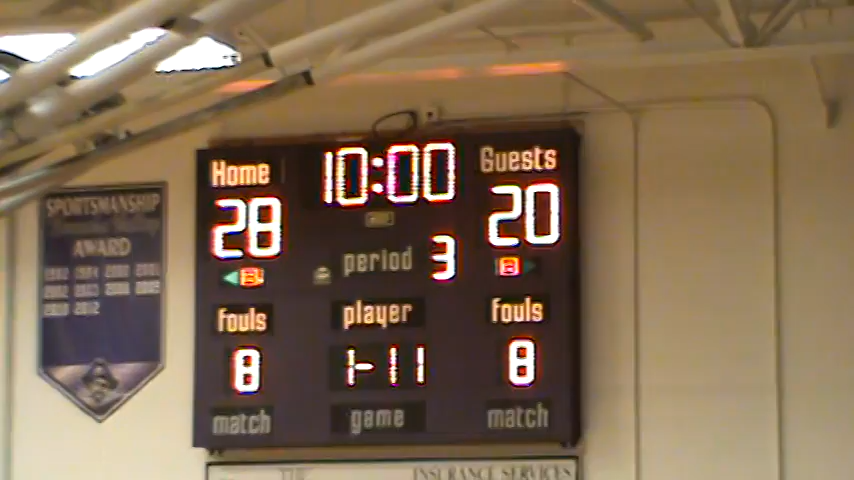 Home 10:00 Guests
28 20
period 3
fouls player fouls
8 1-11 8
match game match
SPORTSMANSHIP
AWARD
INSURANCE SERVICES